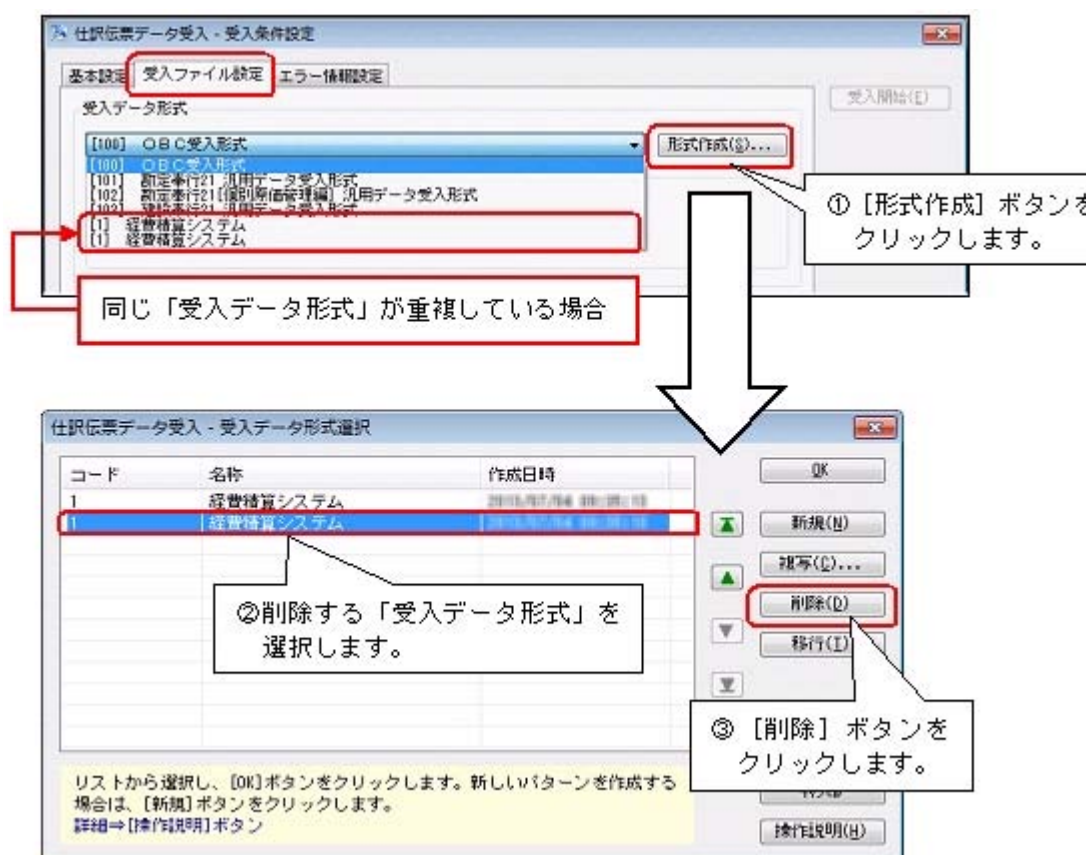 仕訳伝票データ受入 - 受入条件設定
基本設定 受入ファイル設定 エラー情報設定
受入データ形式
受入開始(E)
[100] OBC受入形式
形式作成(S)...
[100] OBC受入形式
[101] 勘定奉行21 汎用データ受入形式
[102] 勘定奉行21[個別原価管理編] 汎用データ受入形式
[1] 経費精算システム
[1] 経費精算システム
① [形式作成] ボタンを
クリックします。
同じ「受入データ形式」が重複している場合
仕訳伝票データ受入 - 受入データ形式選択
コード 名称 作成日時
1 経費精算システム
1 経費精算システム
OK
新規(N)
複写(C)...
削除(D)
移行(I)
②削除する「受入データ形式」を
選択します。
③ [削除] ボタンを
クリックします。
リストから選択し、[OK]ボタンをクリックします。新しいパターンを作成する
場合は、[新規]ボタンをクリックします。
詳細⇒[操作説明]ボタン
操作説明(H)